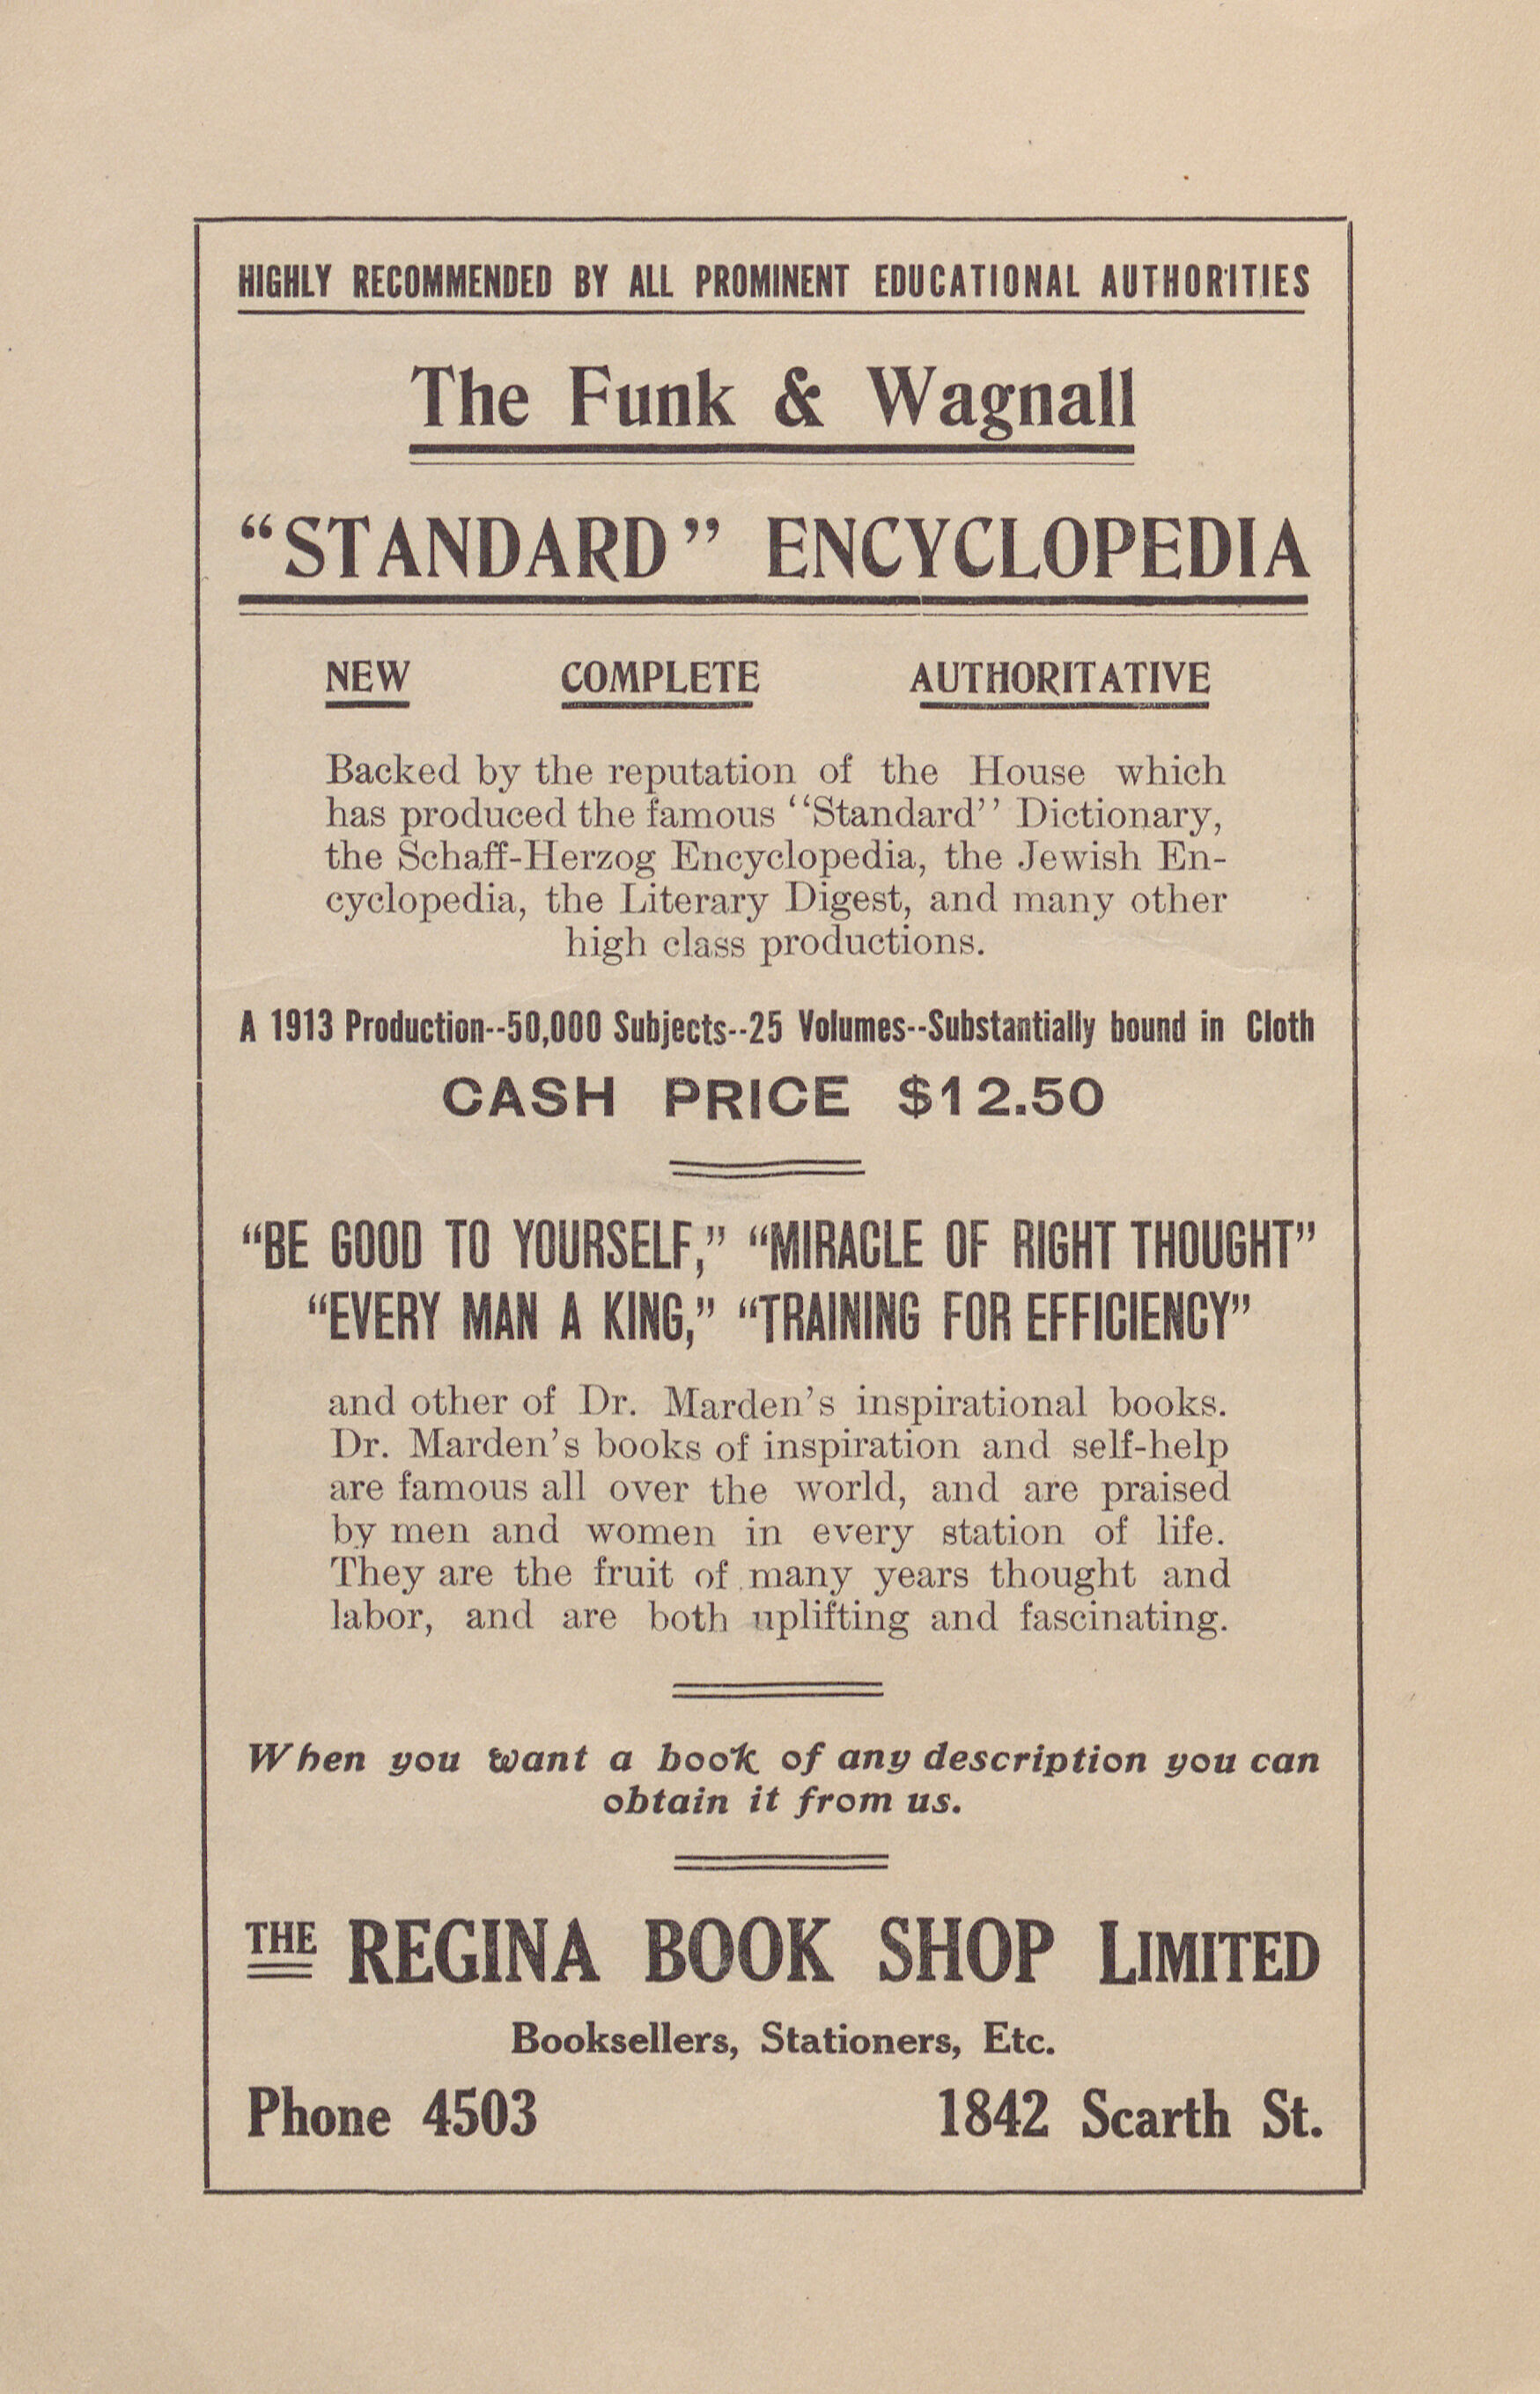 HIGHLY RECOMMENDED BY ALL PROMINENT EDUCATIONAL AUTHORITIES
The Funk & Wagnall
“STANDARD” ENCYCLOPEDIA
NEW COMPLETE AUTHORITATIVE
Backed by the reputation of the House which
has produced the famous “Standard” Dictionary,
the Schaff-Herzog Encyclopedia, the Jewish En-
cyclopedia, the Literary Digest, and many other
high class productions.
A 1913 Production--50,000 Subjects--25 Volumes--Substantially bound in Cloth
CASH PRICE $12.50
“BE GOOD TO YOURSELF,” “MIRACLE OF RIGHT THOUGHT”
“EVERY MAN A KING,” “TRAINING FOR EFFICIENCY”
and other of Dr. Marden’s inspirational books.
Dr. Marden’s books of inspiration and self-help
are famous all over the world, and are praised
by men and women in every station of life.
They are the fruit of many years thought and
labor, and are both uplifting and fascinating.
When you want a book of any description you can
obtain it from us.
THE REGINA BOOK SHOP LIMITED
Booksellers, Stationers, Etc.
Phone 4503 1842 Scarth St.